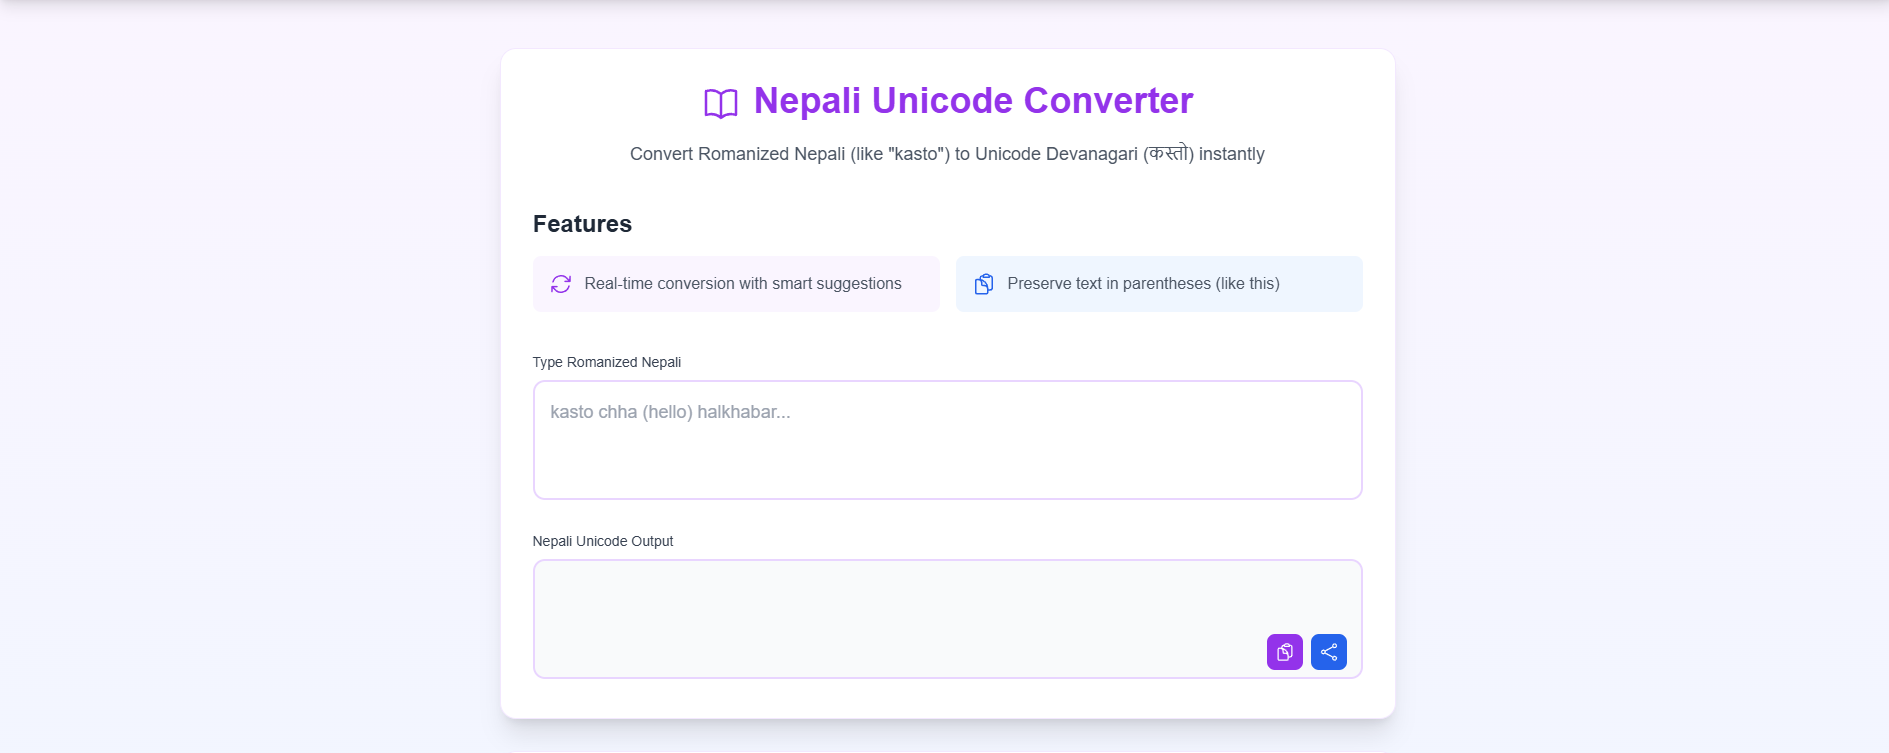 Nepali Unicode Converter
Convert Romanized Nepali (like "kasto") to Unicode Devanagari (कस्तो) instantly
Features
Real-time conversion with smart suggestions
Preserve text in parentheses (like this)
Type Romanized Nepali
kasto chha (hello) halkhabar...
Nepali Unicode Output